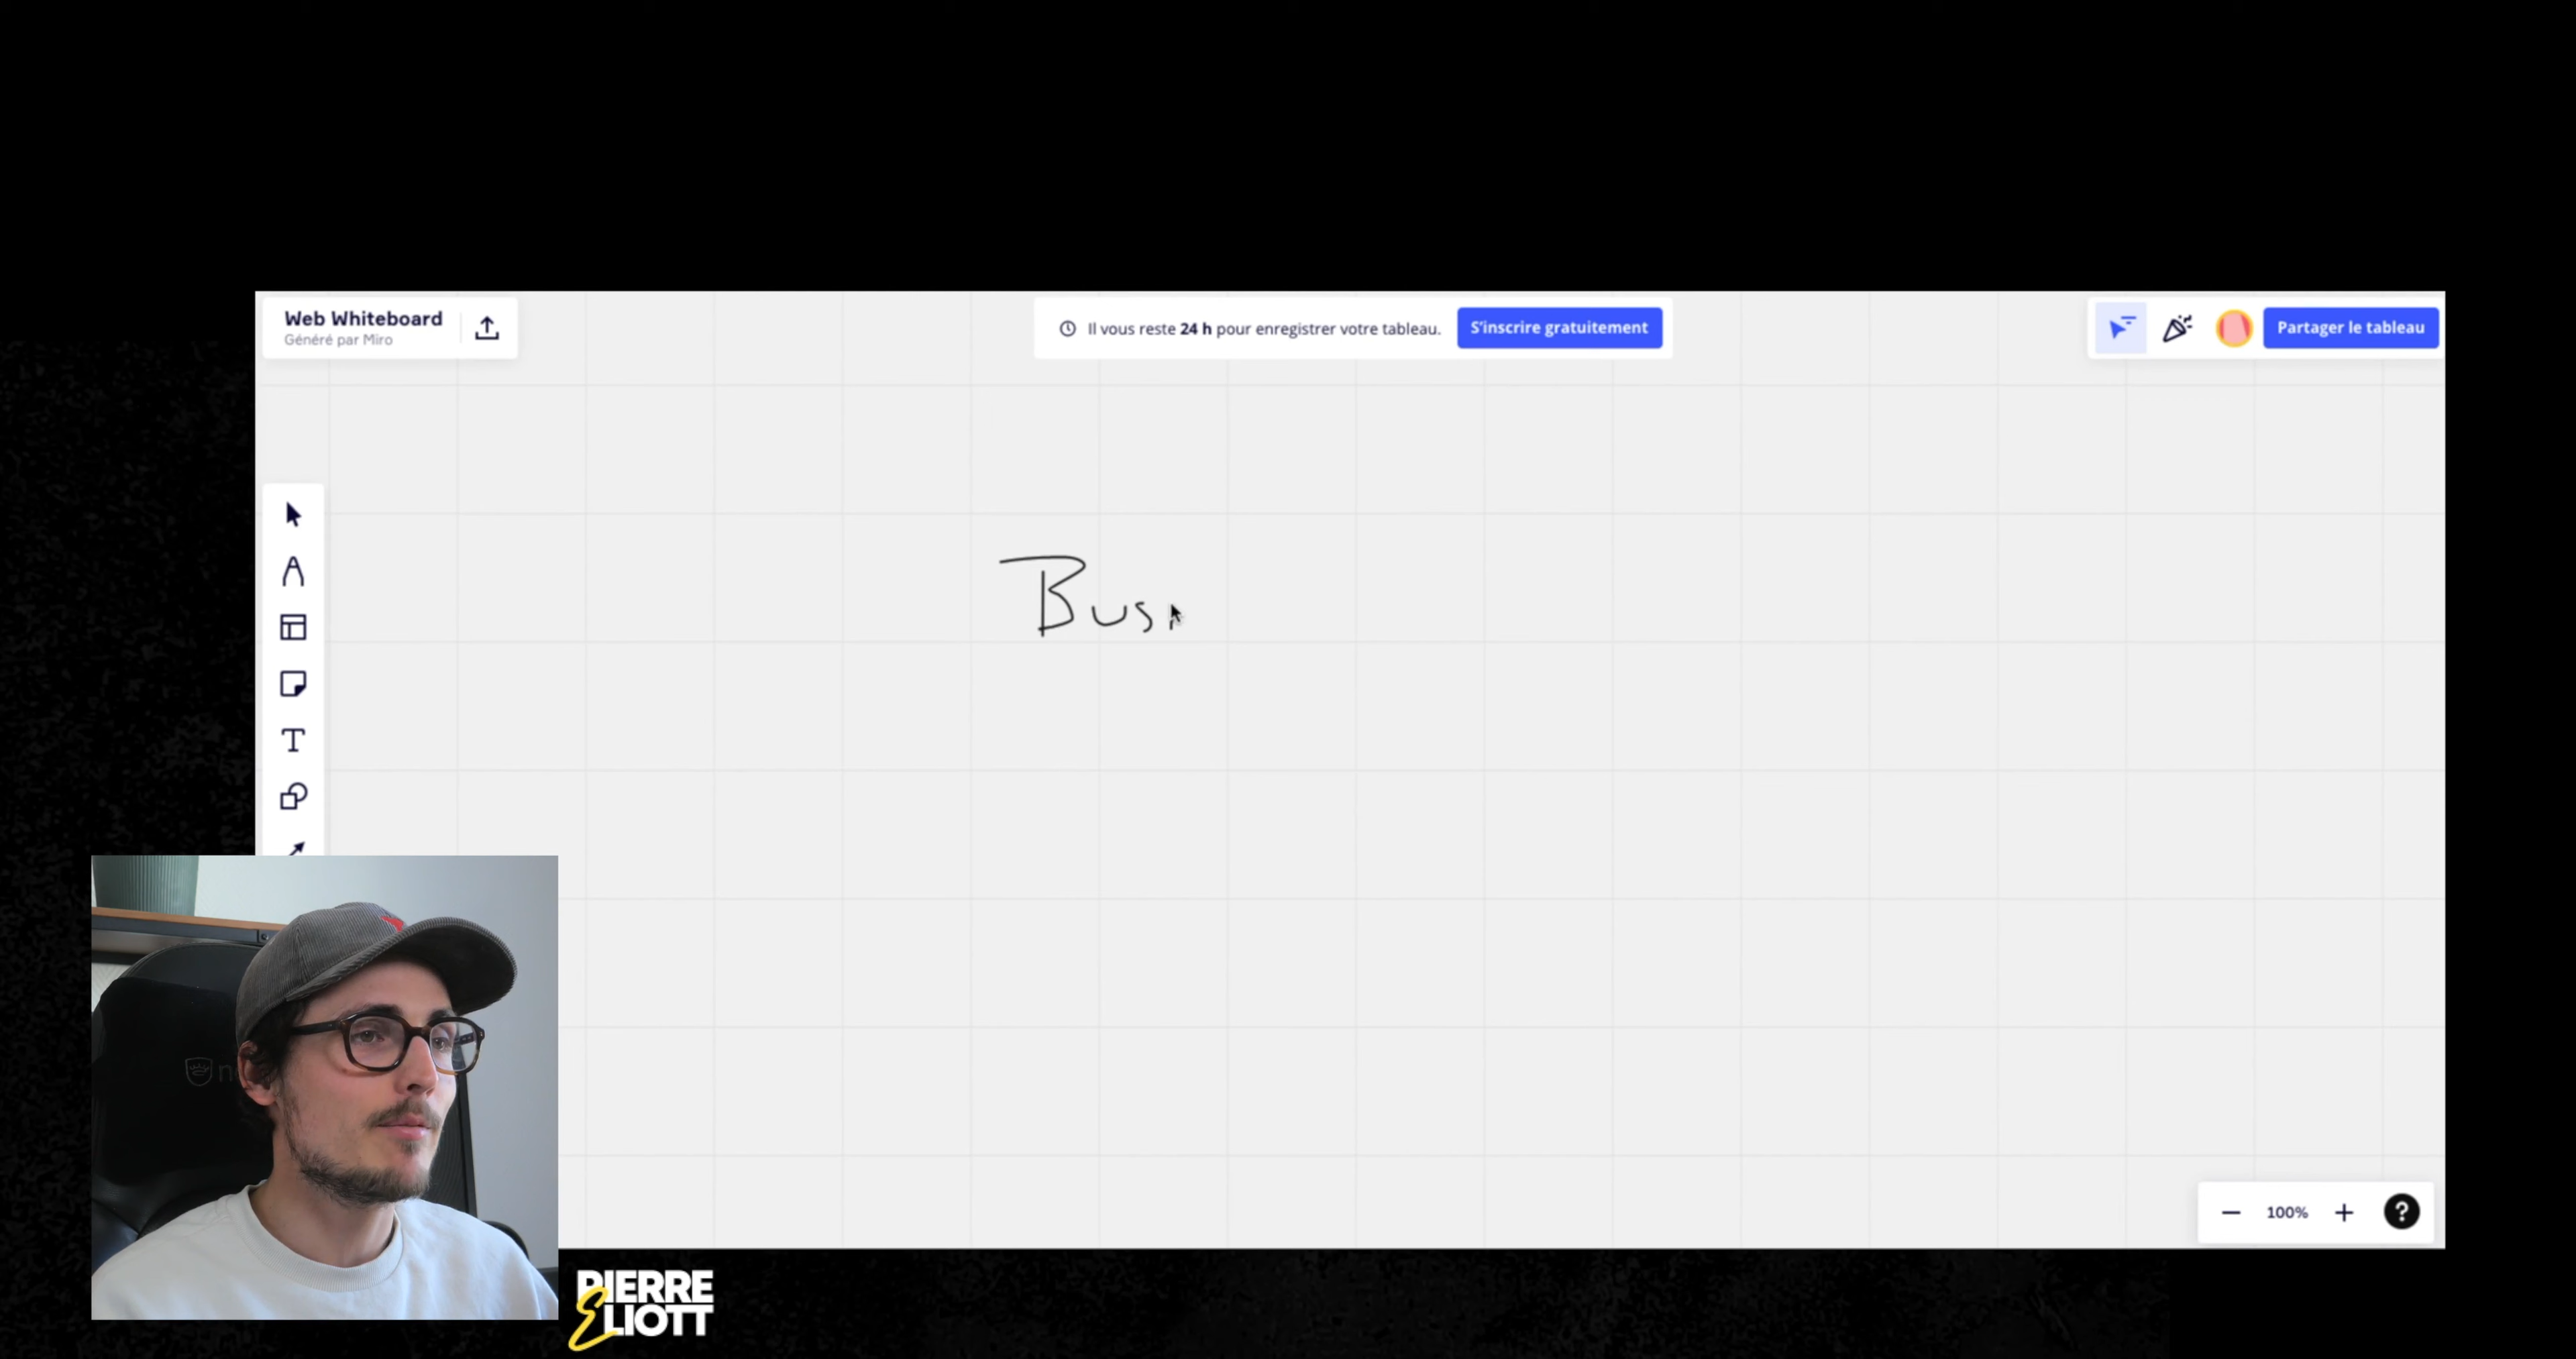 Web Whiteboard
Généré par Miro
Il vous reste 24 h pour enregistrer votre tableau.
S'inscrire gratuitement
Partager le tableau
Bus
100%
?
PIERRE
ELIOTT